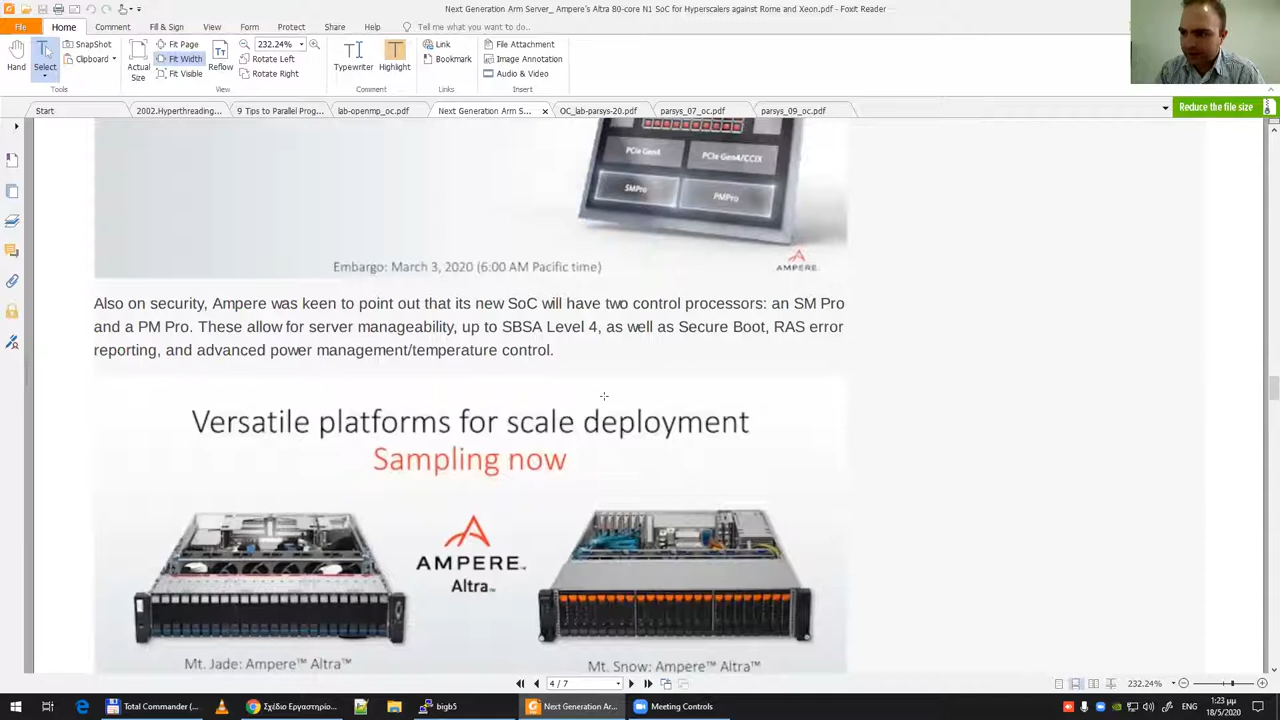 Next Generation Arm Server_ Ampere's Altra 80-core N1 SoC for Hyperscalers against Rome and Xeon.pdf - Foxit Reader
File Home Comment Fill & Sign View Form Protect Share Help Tell me what you want to do...
Hand
Select
SnapShot
Clipboard
Tools
Actual Size
Fit Page
Fit Width
Fit Visible
Reflow
232.24%
Rotate Left
Rotate Right
View
Typewriter
Highlight
Comment
Link
Bookmark
Links
File Attachment
Image Annotation
Audio & Video
Insert
Start 2002.Hyperthreading... 9 Tips to Parallel Prog... lab-openmp_oc.pdf Next Generation Arm S... OC_lab-parsys-20.pdf parsys_07_oc.pdf parsys_09_oc.pdf Reduce the file size
PCIe Gen4 PCIe Gen4/CCIX
SMPro PMPro
Embargo: March 3, 2020 (6:00 AM Pacific time)
AMPERE
Also on security, Ampere was keen to point out that its new SoC will have two control processors: an SM Pro
and a PM Pro. These allow for server manageability, up to SBSA Level 4, as well as Secure Boot, RAS error
reporting, and advanced power management/temperature control.
Versatile platforms for scale deployment
Sampling now
AMPERE™
Altra™
Mt. Jade: Ampere™ Altra™ Mt. Snow: Ampere™ Altra™
4 / 7 232.24%
Total Commander (... Σχέδιο Εργαστηρίο... big5 Next Generation Ar... Meeting Controls ENG 1:23 μμ
18/5/2020